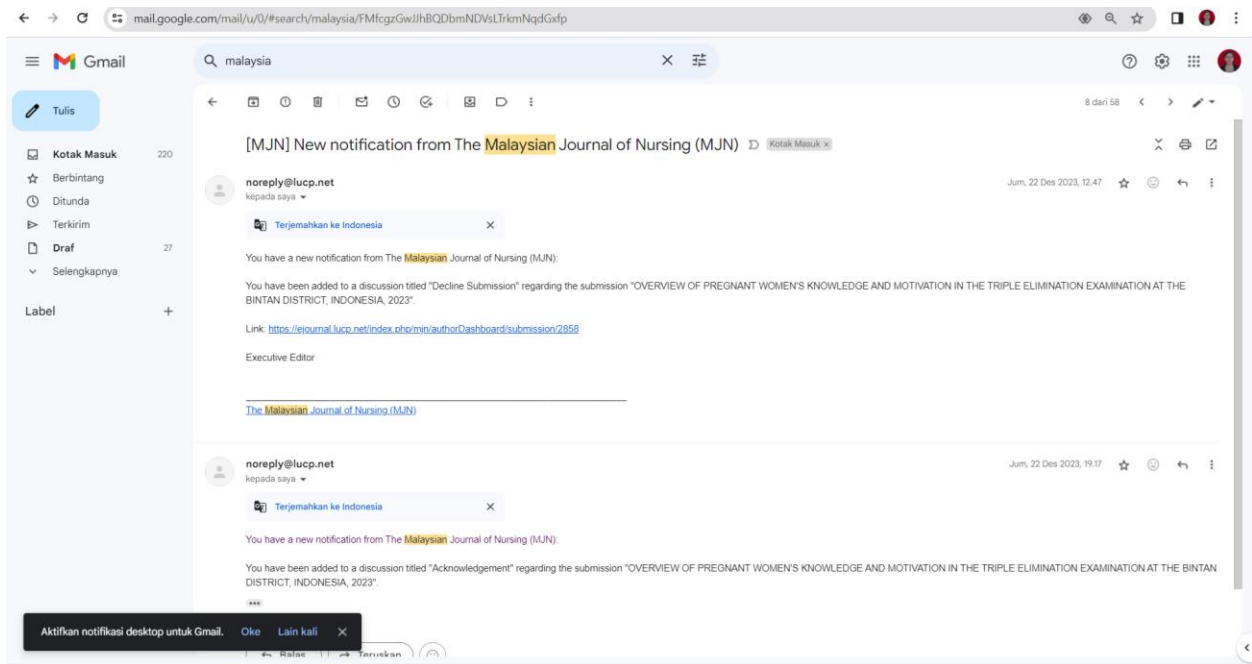 mail.google.com/mail/u/0/#search/malaysia/FMfcgzGwJJhBQDbmNDVsLTrkmNqdGxfp
Gmail
malaysia
Tulis
8 dari 58
[MJN] New notification from The Malaysian Journal of Nursing (MJN)
Kotak Masuk ×
Kotak Masuk 220
Berbintang
Ditunda
Terkirim
Draf 27
Selengkapnya
Label +
noreply@lucp.net
Jum, 22 Des 2023, 12.47
kepada saya
Terjemahkan ke Indonesia ×
You have a new notification from The Malaysian Journal of Nursing (MJN):
You have been added to a discussion titled "Decline Submission" regarding the submission "OVERVIEW OF PREGNANT WOMEN'S KNOWLEDGE AND MOTIVATION IN THE TRIPLE ELIMINATION EXAMINATION AT THE
BINTAN DISTRICT, INDONESIA, 2023".
Link: https://ejournal.lucp.net/index.php/mjn/authorDashboard/submission/2858
Executive Editor
The Malaysian Journal of Nursing (MJN)
noreply@lucp.net
Jum, 22 Des 2023, 19.17
kepada saya
Terjemahkan ke Indonesia ×
You have a new notification from The Malaysian Journal of Nursing (MJN):
You have been added to a discussion titled "Acknowledgement" regarding the submission "OVERVIEW OF PREGNANT WOMEN'S KNOWLEDGE AND MOTIVATION IN THE TRIPLE ELIMINATION EXAMINATION AT THE BINTAN
DISTRICT, INDONESIA, 2023".
Aktifkan notifikasi desktop untuk Gmail. Oke Lain kali ×
Balas Teruskan